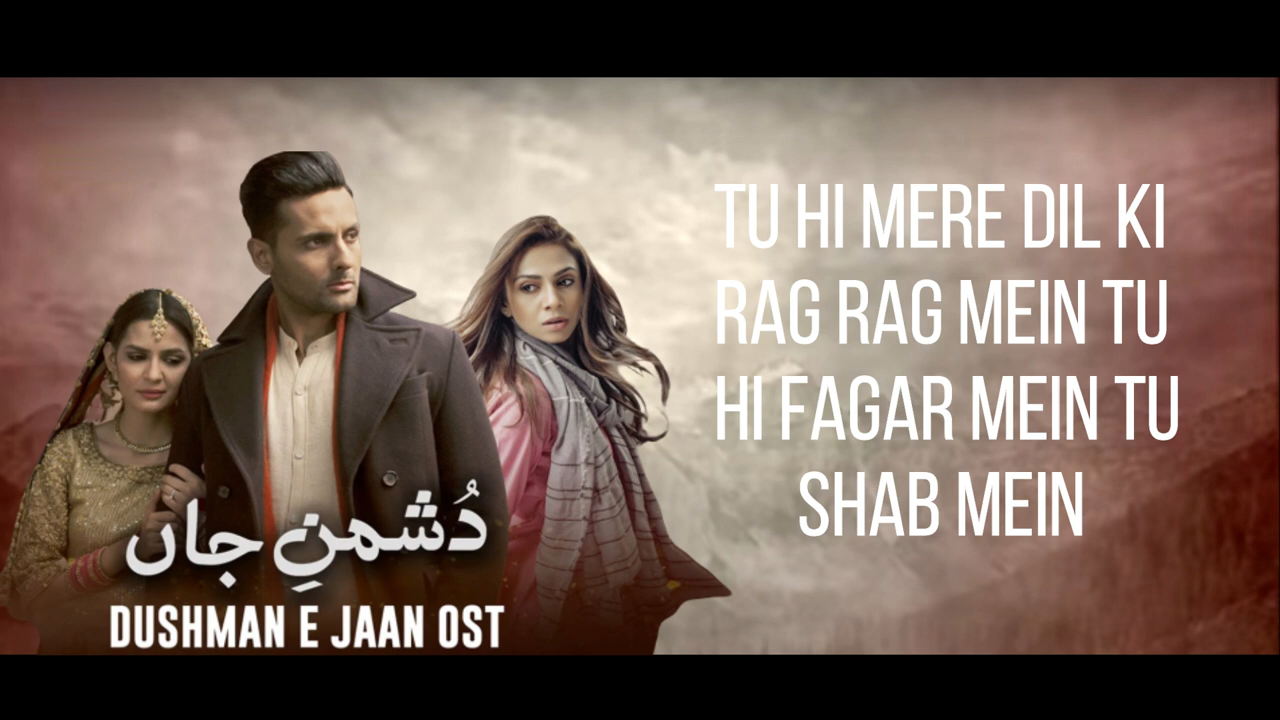 TU HI MERE DIL KI
RAG RAG MEIN TU
HI FAGAR MEIN TU
SHAB MEIN
دُشمنِ جاں
DUSHMAN E JAAN OST